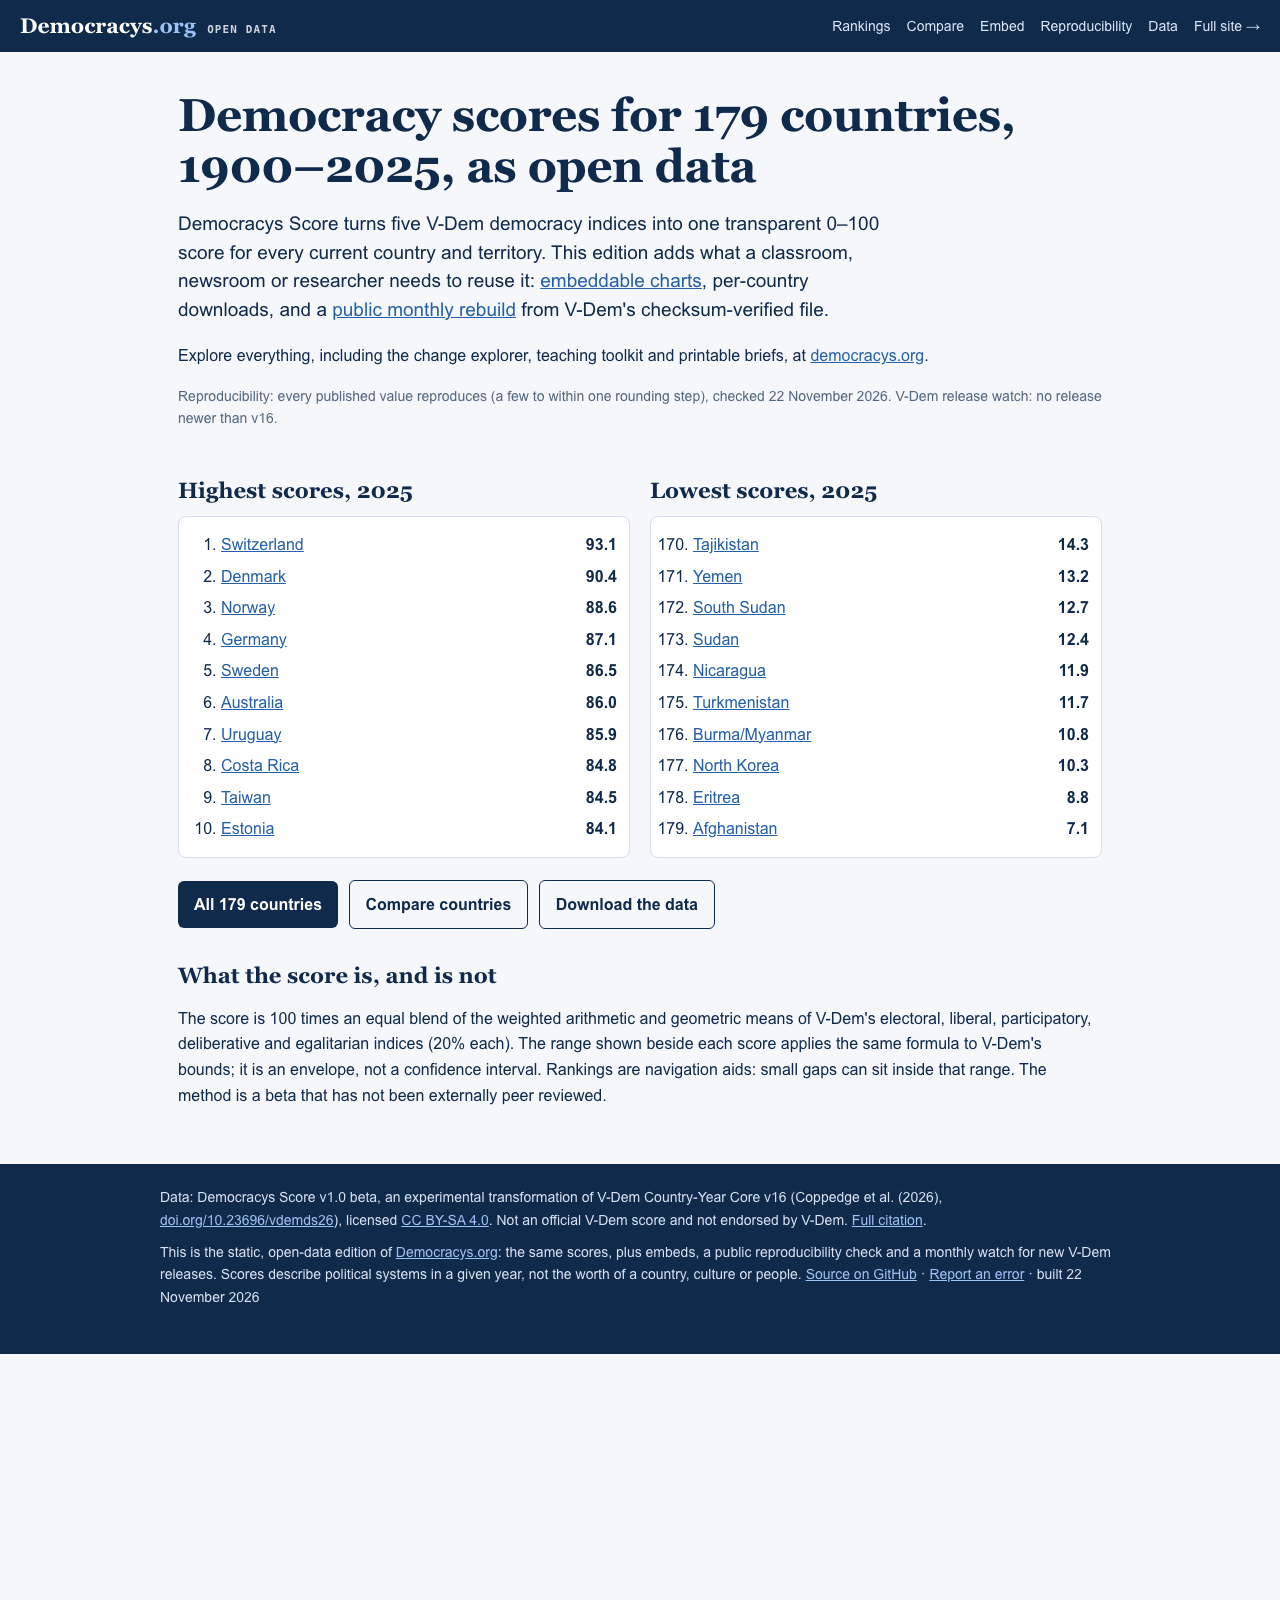 Democracys.org OPEN DATA
Rankings Compare Embed Reproducibility Data Full site →
Democracy scores for 179 countries,
1900–2025, as open data
Democracys Score turns five V-Dem democracy indices into one transparent 0–100
score for every current country and territory. This edition adds what a classroom,
newsroom or researcher needs to reuse it: embeddable charts, per-country
downloads, and a public monthly rebuild from V-Dem's checksum-verified file.
Explore everything, including the change explorer, teaching toolkit and printable briefs, at democracys.org.
Reproducibility: every published value reproduces (a few to within one rounding step), checked 22 November 2026. V-Dem release watch: no release
newer than v16.
Highest scores, 2025
1. Switzerland 93.1
2. Denmark 90.4
3. Norway 88.6
4. Germany 87.1
5. Sweden 86.5
6. Australia 86.0
7. Uruguay 85.9
8. Costa Rica 84.8
9. Taiwan 84.5
10. Estonia 84.1
Lowest scores, 2025
170. Tajikistan 14.3
171. Yemen 13.2
172. South Sudan 12.7
173. Sudan 12.4
174. Nicaragua 11.9
175. Turkmenistan 11.7
176. Burma/Myanmar 10.8
177. North Korea 10.3
178. Eritrea 8.8
179. Afghanistan 7.1
All 179 countries
Compare countries
Download the data
What the score is, and is not
The score is 100 times an equal blend of the weighted arithmetic and geometric means of V-Dem's electoral, liberal, participatory,
deliberative and egalitarian indices (20% each). The range shown beside each score applies the same formula to V-Dem's
bounds; it is an envelope, not a confidence interval. Rankings are navigation aids: small gaps can sit inside that range. The
method is a beta that has not been externally peer reviewed.
Data: Democracys Score v1.0 beta, an experimental transformation of V-Dem Country-Year Core v16 (Coppedge et al. (2026),
doi.org/10.23696/vdemds26), licensed CC BY-SA 4.0. Not an official V-Dem score and not endorsed by V-Dem. Full citation.
This is the static, open-data edition of Democracys.org: the same scores, plus embeds, a public reproducibility check and a monthly watch for new V-Dem
releases. Scores describe political systems in a given year, not the worth of a country, culture or people. Source on GitHub · Report an error · built 22
November 2026